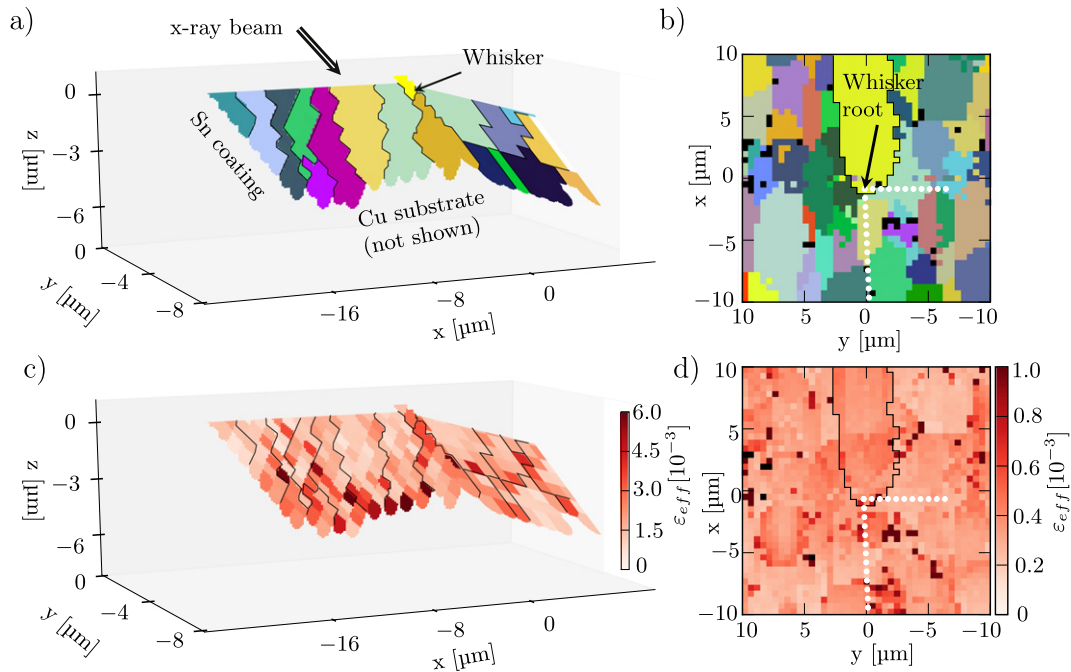 a)
x-ray beam
Whisker
0
−3
−6
z
[µm]
Sn coating
Cu substrate
(not shown)
0
−4
−8
y [µm]
−16
−8
0
x [µm]
b)
10
5
0
−5
−10
x [µm]
Whisker
root
10
5
0
−5
−10
y [µm]
c)
0
−3
−6
z
[µm]
0
−4
−8
y [µm]
−16
−8
0
x [µm]
6.0
4.5
3.0
1.5
0
εeff[10−3]
d)
10
5
0
−5
−10
x [µm]
10
5
0
−5
−10
y [µm]
1.0
0.8
0.6
0.4
0.2
0
εeff[10−3]